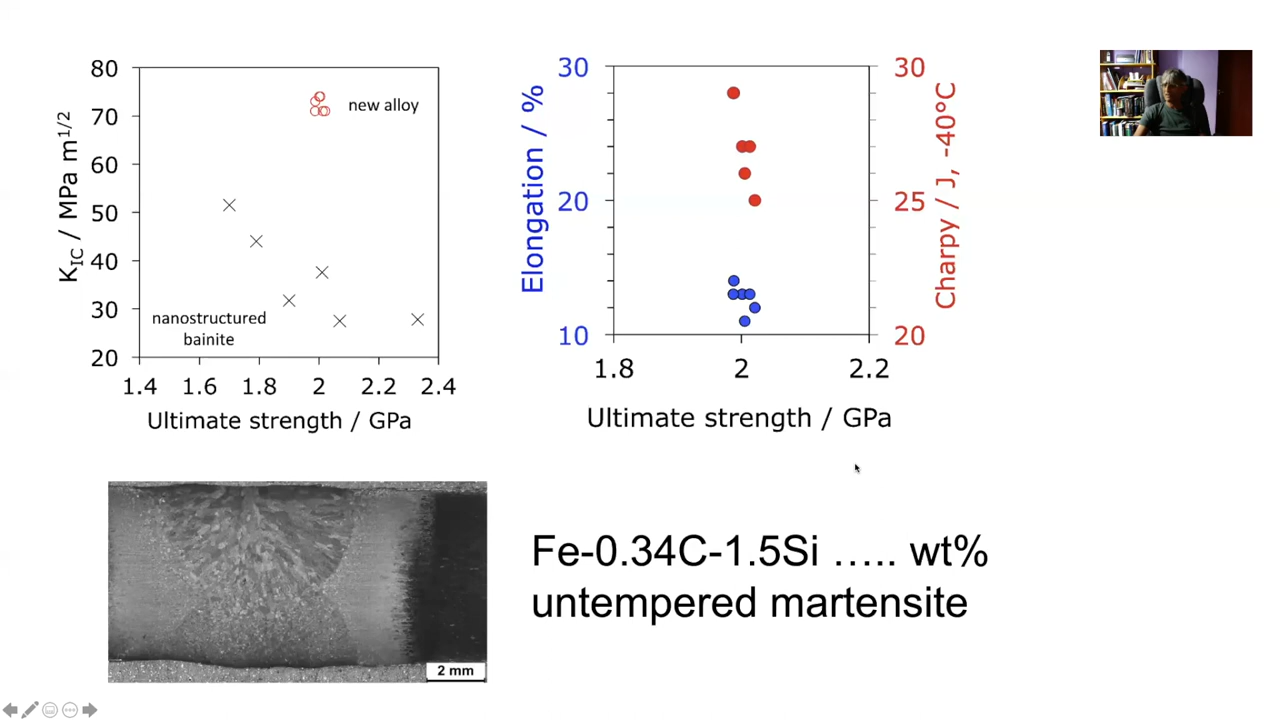 80
70
60
50
40
30
20
K_IC / MPa m^1/2
new alloy
nanostructured
bainite
1.4 1.6 1.8 2 2.2 2.4
Ultimate strength / GPa
30
20
10
Elongation / %
30
25
20
Charpy / J, -40°C
1.8 2 2.2
Ultimate strength / GPa
2 mm
Fe-0.34C-1.5Si ..... wt%
untempered martensite